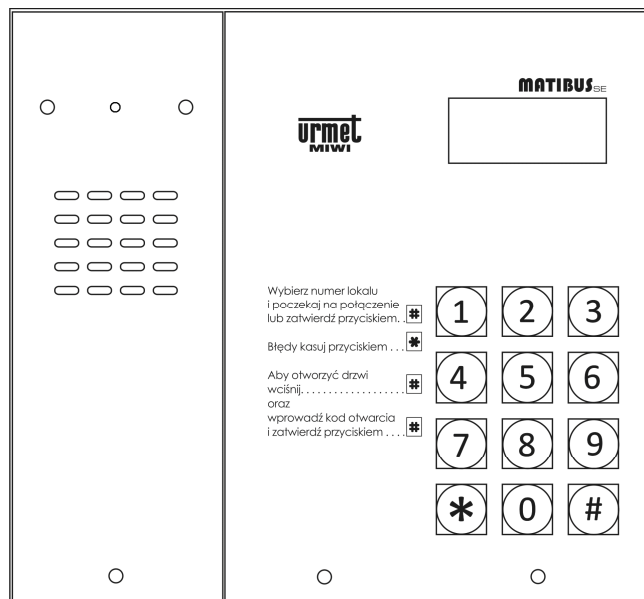 MATIBUS SE
urmet
MIWI
Wybierz numer lokalu
i poczekaj na połączenie
lub zatwierdź przyciskiem. . #
Błędy kasuj przyciskiem . . . *
Aby otworzyć drzwi
wciśnij. . . . . . . . . . . . . . . . . . . #
oraz
wprowadź kod otwarcia
i zatwierdź przyciskiem . . . . #
1 2 3
4 5 6
7 8 9
* 0 #